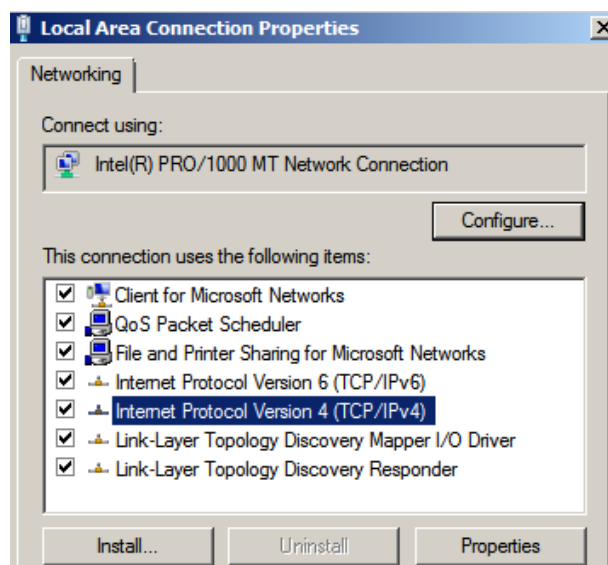 Local Area Connection Properties
Networking
Connect using:
Intel(R) PRO/1000 MT Network Connection
Configure...
This connection uses the following items:
Client for Microsoft Networks
QoS Packet Scheduler
File and Printer Sharing for Microsoft Networks
Internet Protocol Version 6 (TCP/IPv6)
Internet Protocol Version 4 (TCP/IPv4)
Link-Layer Topology Discovery Mapper I/O Driver
Link-Layer Topology Discovery Responder
Install... Uninstall Properties